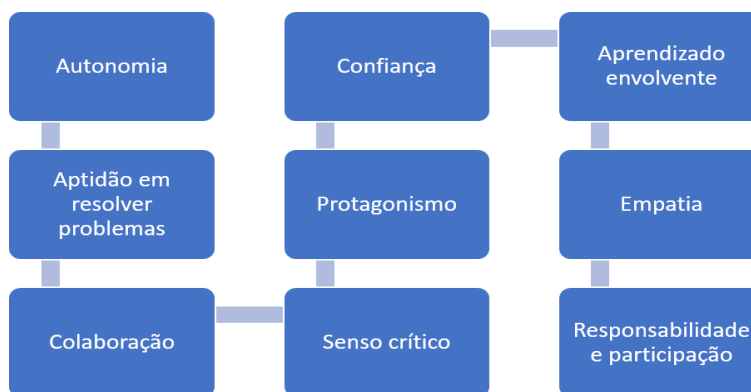 Autonomia
Aptidão em
resolver
problemas
Colaboração
Senso crítico
Protagonismo
Confiança
Aprendizado
envolvente
Empatia
Responsabilidade
e participação